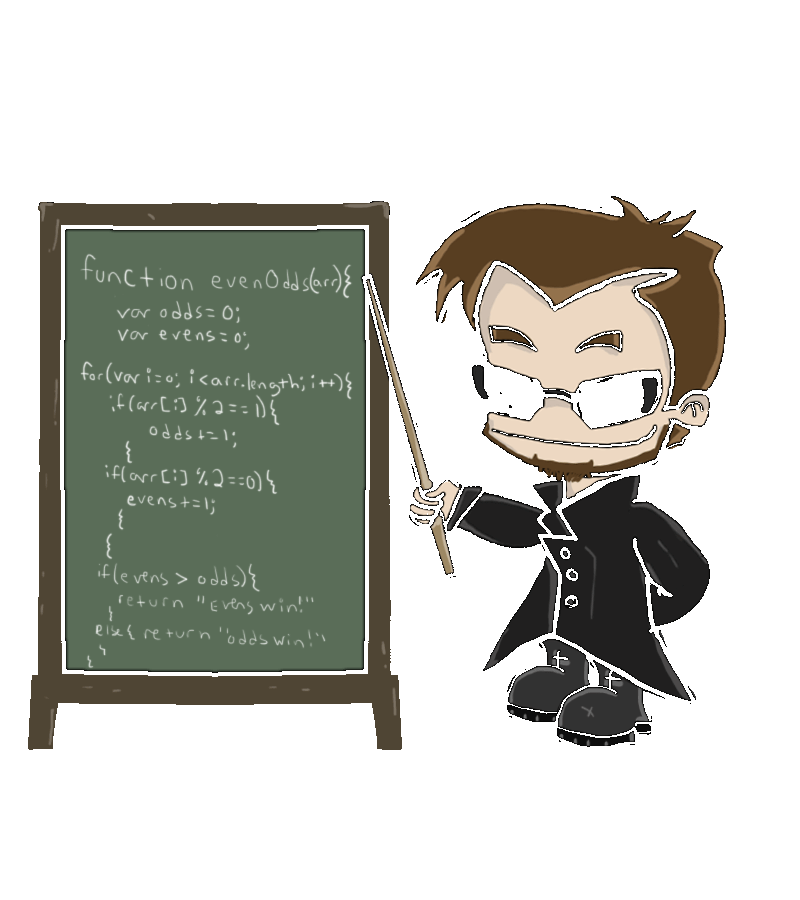 function evenOdds(arr){
var odds = 0;
var evens = 0;
for(var i=0; i<arr.length; i++){
if(arr[i] % 2 == 1){
odds += 1;
}
if(arr[i] % 2 == 0){
evens += 1;
}
}
if(evens > odds){
return "Evens win!"
}
else{ return "odds win!"
}
}